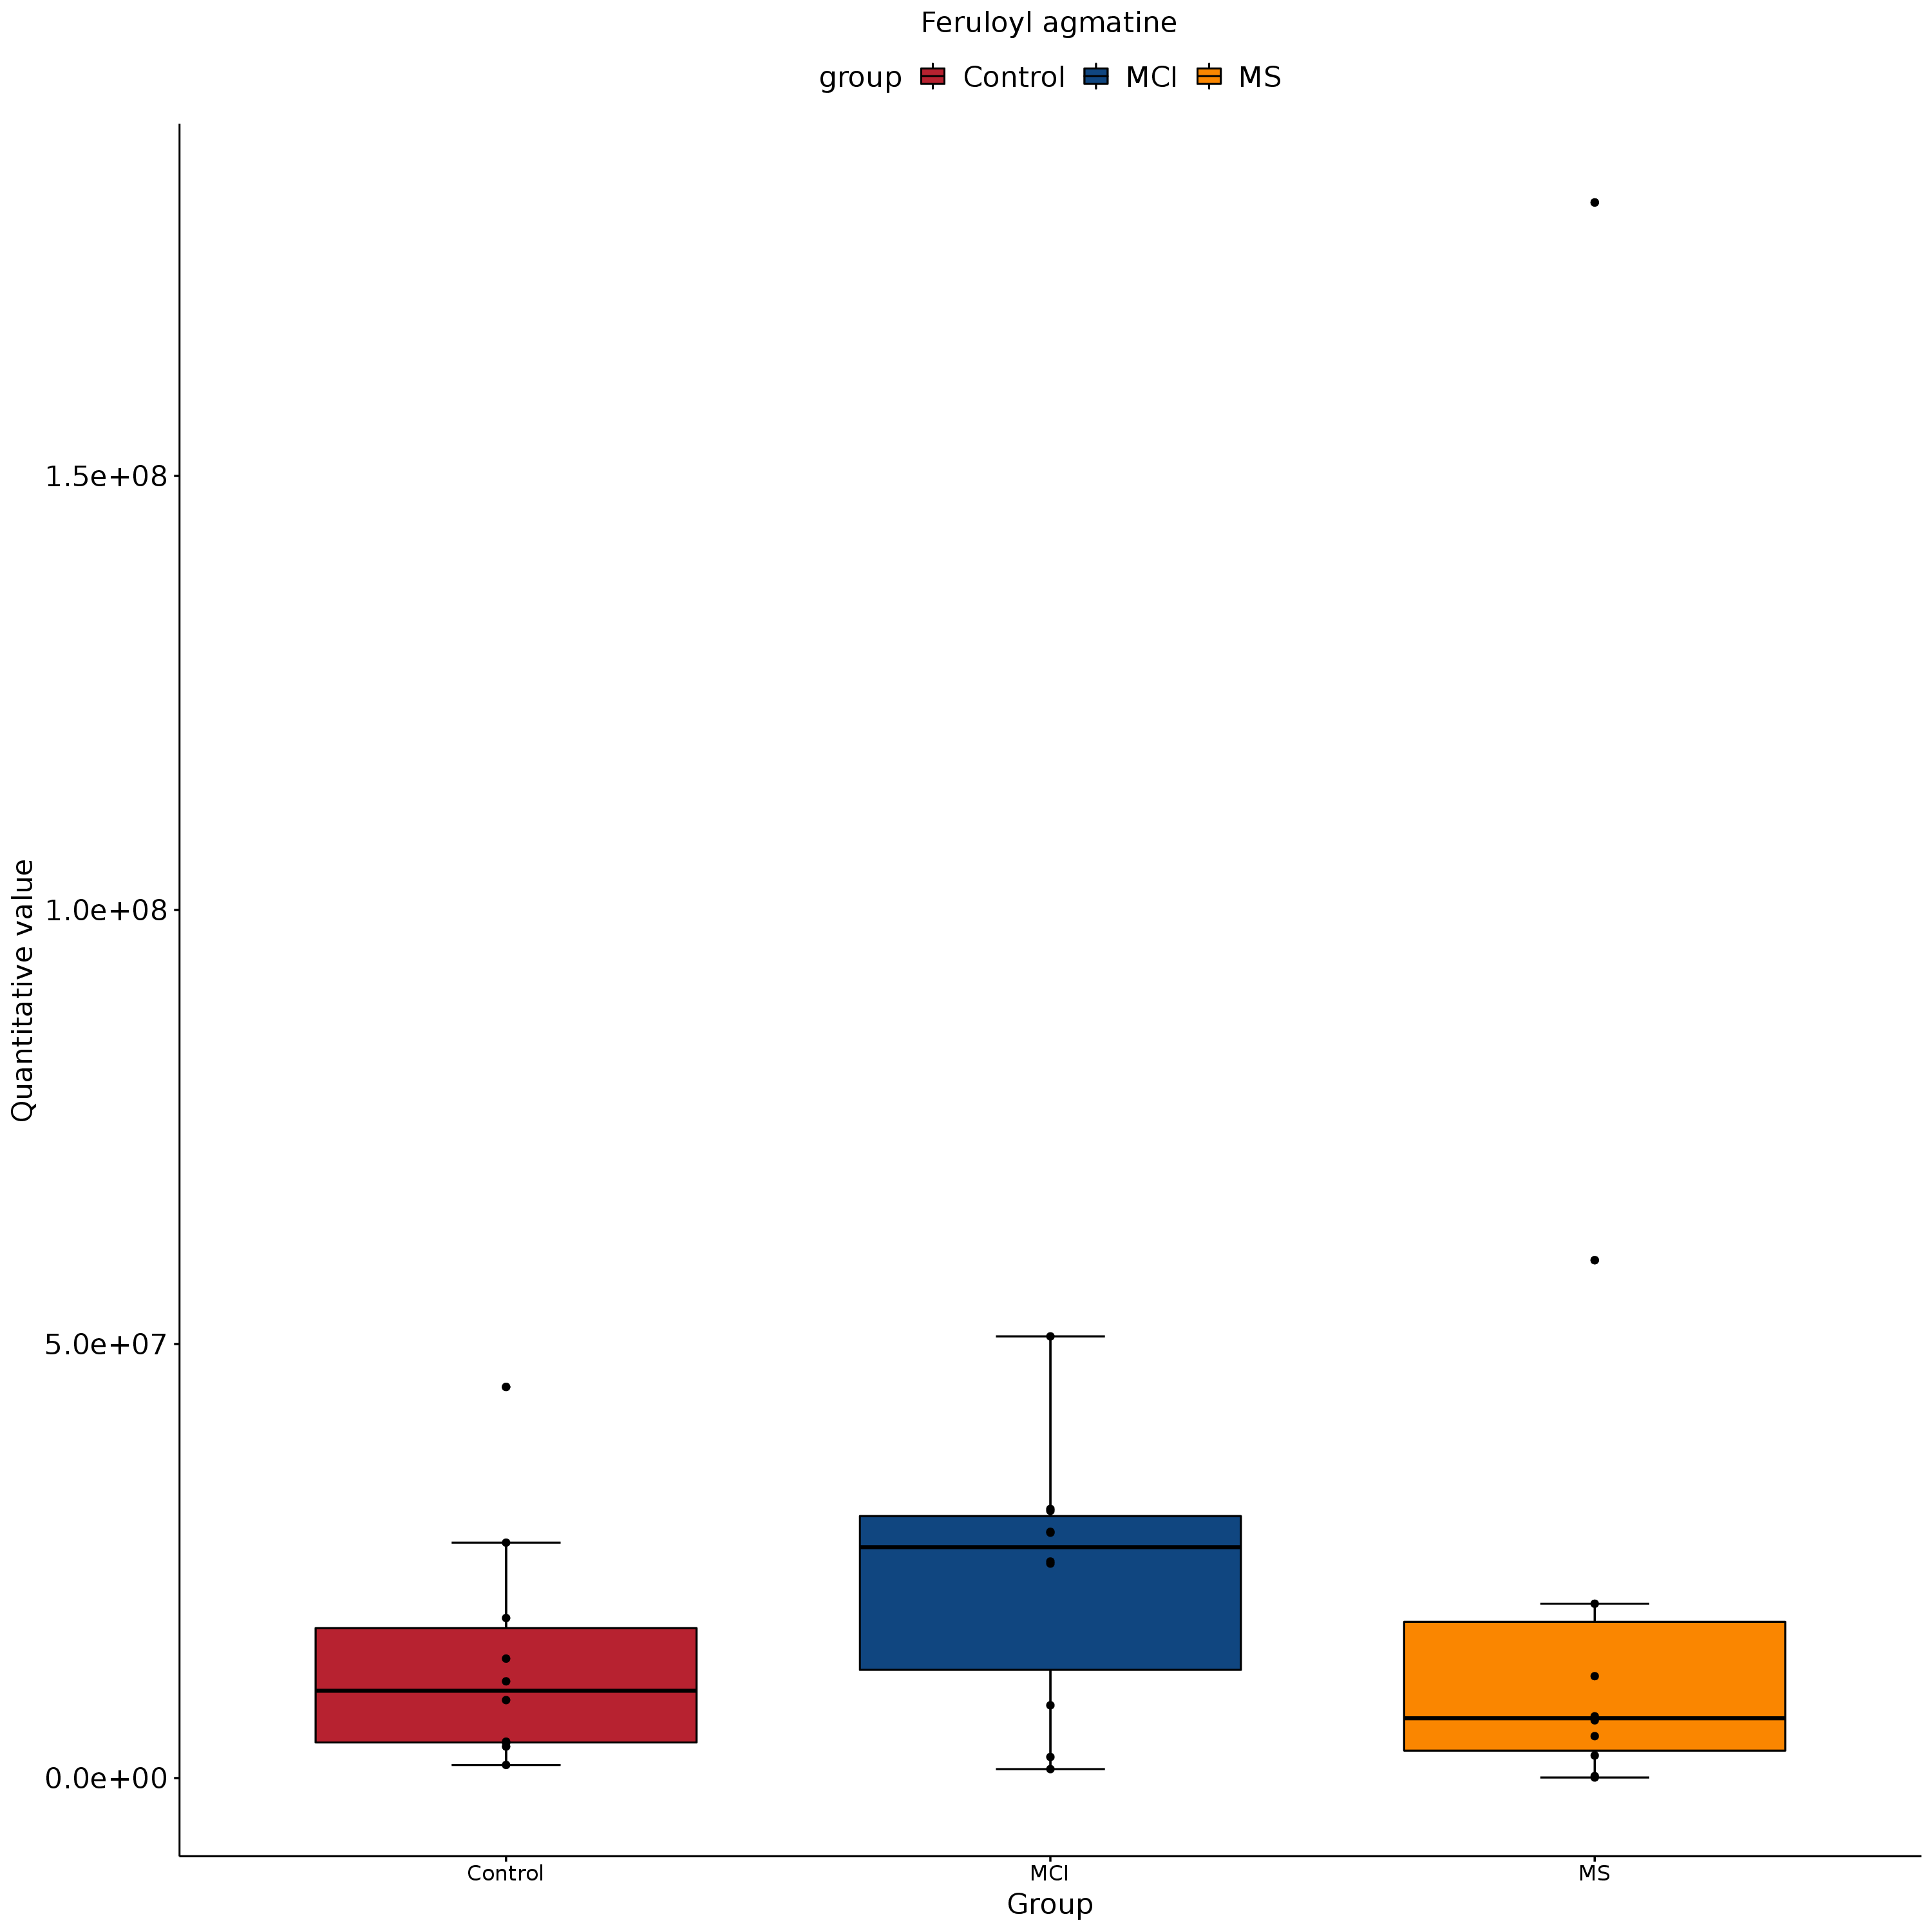 Feruloyl agmatine
group Control MCI MS
Quantitative value
1.5e+08
1.0e+08
5.0e+07
0.0e+00
Control MCI MS
Group